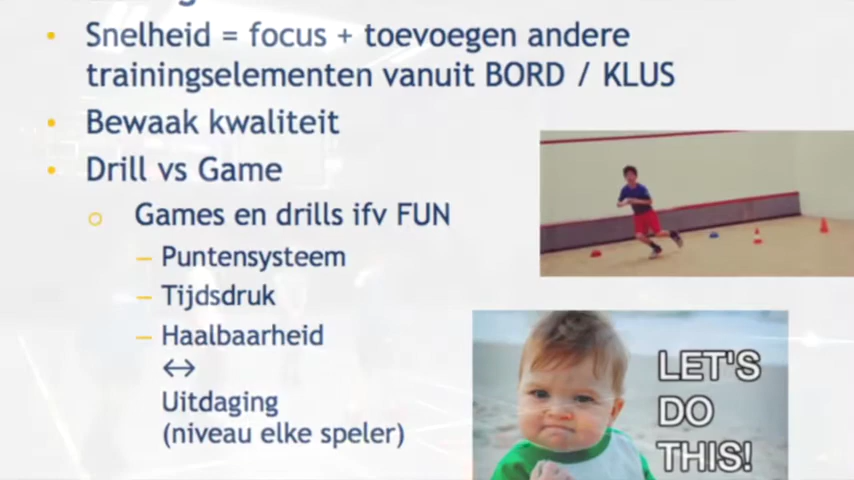 Snelheid = focus + toevoegen andere
trainingselementen vanuit BORD / KLUS
Bewaak kwaliteit
Drill vs Game
Games en drills ifv FUN
Puntensysteem
Tijdsdruk
Haalbaarheid
↔
Uitdaging
(niveau elke speler)
LET'S
DO
THIS!